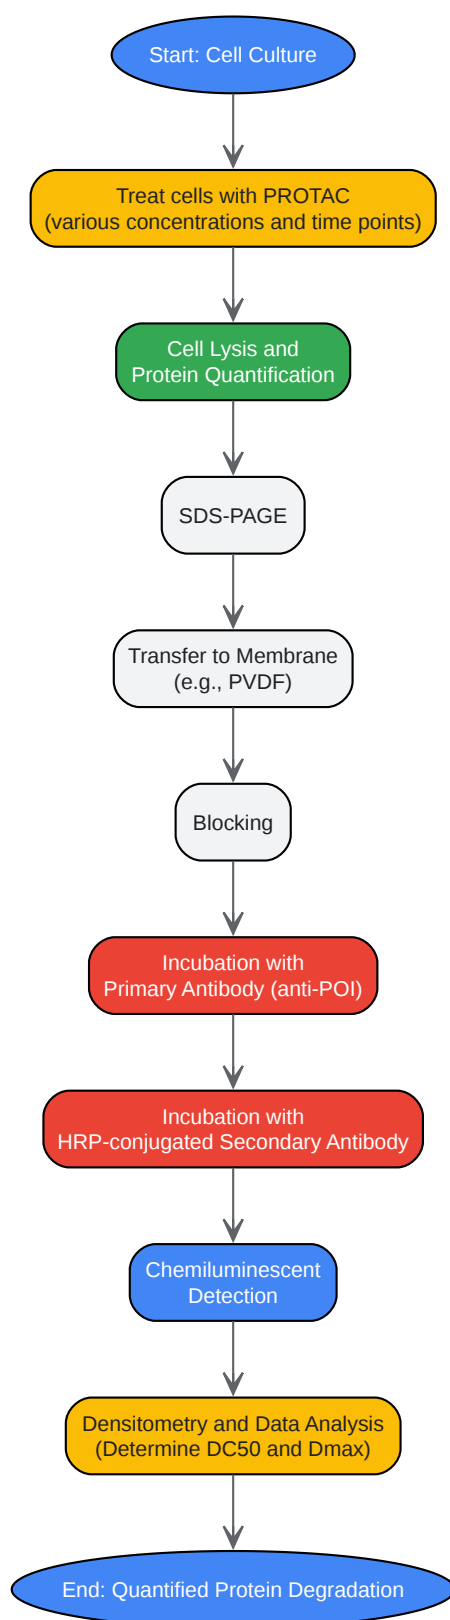 Start: Cell Culture
Treat cells with PROTAC
(various concentrations and time points)
Cell Lysis and
Protein Quantification
SDS-PAGE
Transfer to Membrane
(e.g., PVDF)
Blocking
Incubation with
Primary Antibody (anti-POI)
Incubation with
HRP-conjugated Secondary Antibody
Chemiluminescent
Detection
Densitometry and Data Analysis
(Determine DC50 and Dmax)
End: Quantified Protein Degradation